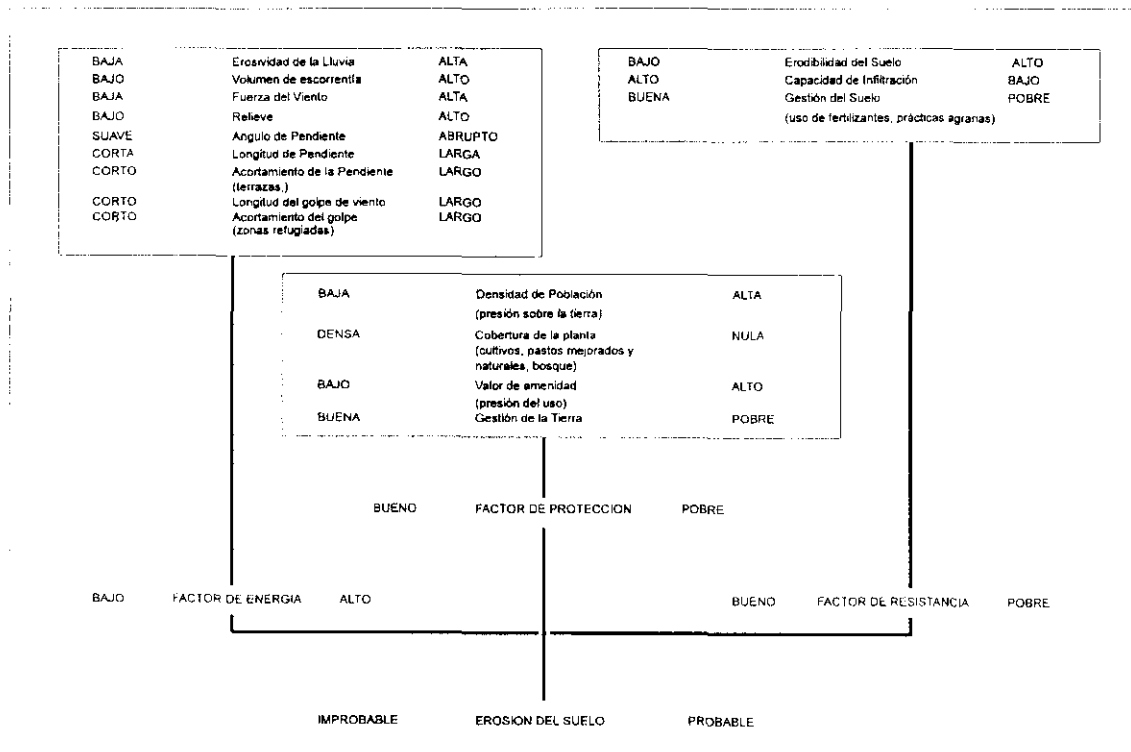 BAJA Erosividad de la Lluvia ALTA
BAJO Volumen de escorrentía ALTO
BAJA Fuerza del Viento ALTA
BAJO Relieve ALTO
SUAVE Angulo de Pendiente ABRUPTO
CORTA Longitud de Pendiente LARGA
CORTO Acortamiento de la Pendiente LARGO
(terrazas,)
CORTO Longitud del golpe de viento LARGO
CORTO Acortamiento del golpe LARGO
(zonas refugiadas)
BAJO Erodibilidad del Suelo ALTO
ALTO Capacidad de Infiltración BAJO
BUENA Gestión del Suelo POBRE
(uso de fertilizantes, prácticas agrarias)
BAJA Densidad de Población ALTA
(presión sobre la tierra)
DENSA Cobertura de la planta NULA
(cultivos, pastos mejorados y
naturales, bosque)
BAJO Valor de amenidad ALTO
(presión del uso)
BUENA Gestión de la Tierra POBRE
BUENO FACTOR DE PROTECCION POBRE
BAJO FACTOR DE ENERGIA ALTO
BUENO FACTOR DE RESISTANCIA POBRE
IMPROBABLE EROSION DEL SUELO PROBABLE